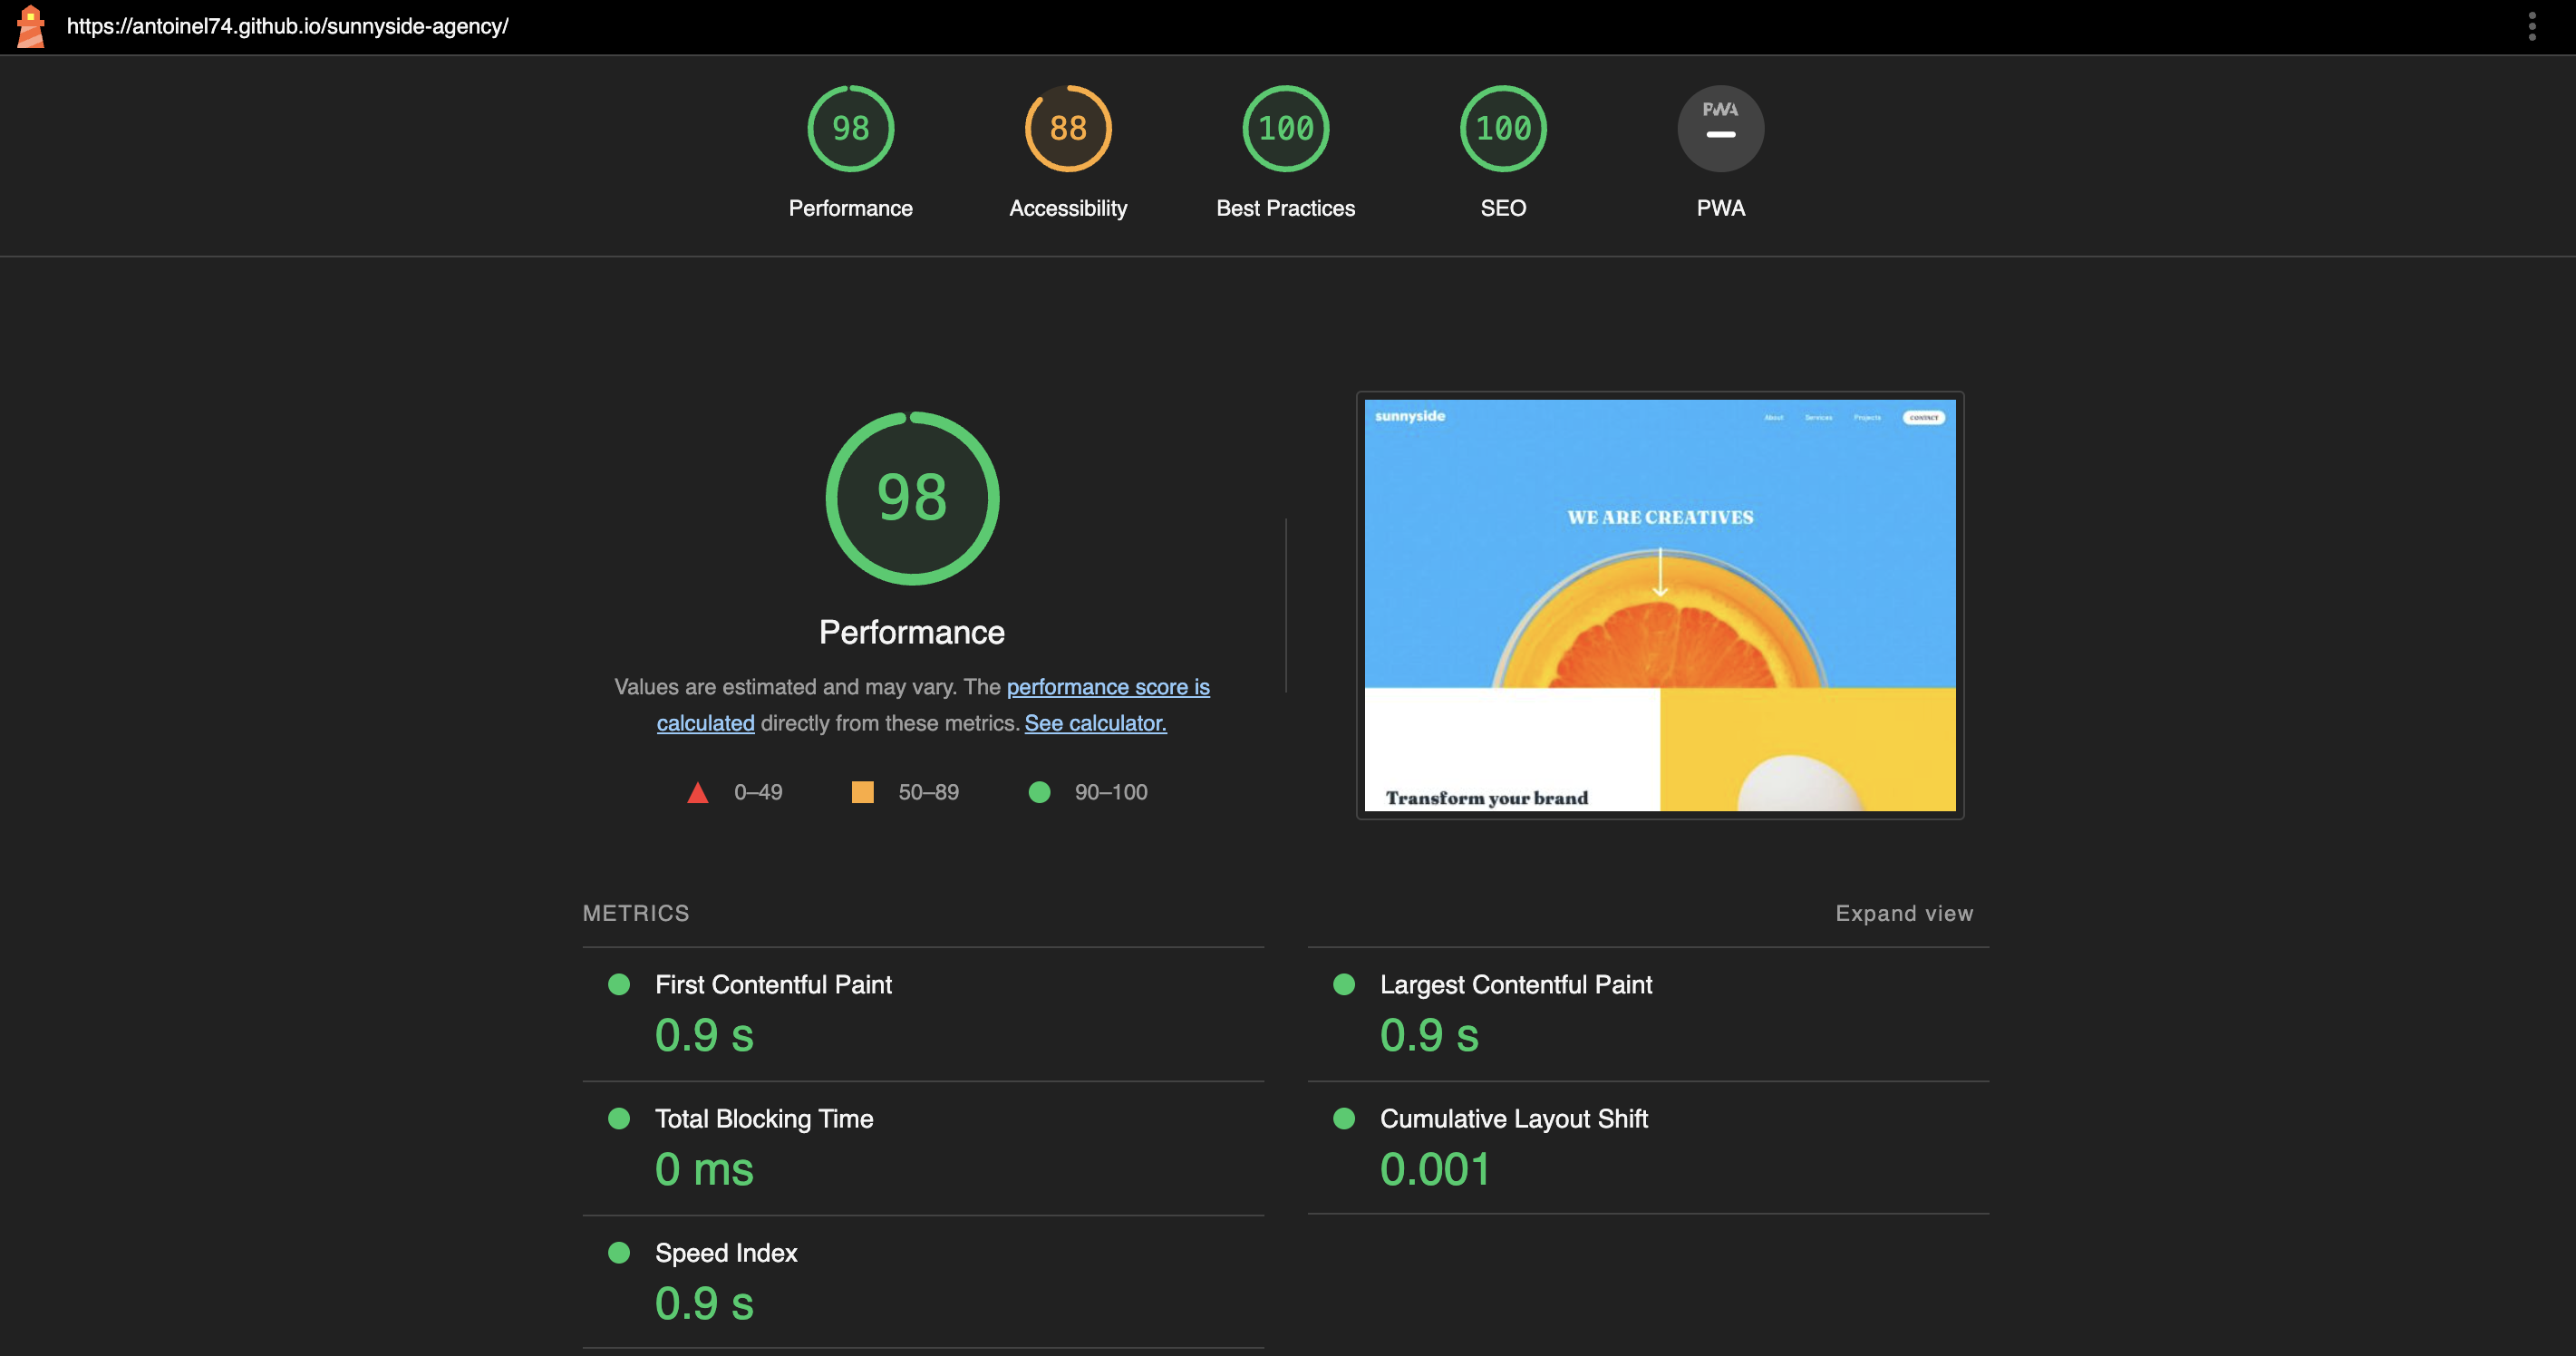 https://antoinel74.github.io/sunnyside-agency/
98
Performance
88
Accessibility
100
Best Practices
100
SEO
PWA
PWA
98
Performance
Values are estimated and may vary. The performance score is
calculated directly from these metrics. See calculator.
0–49
50–89
90–100
sunnyside
About
Services
Projects
CONTACT
WE ARE CREATIVES
Transform your brand
METRICS
Expand view
First Contentful Paint
0.9 s
Largest Contentful Paint
0.9 s
Total Blocking Time
0 ms
Cumulative Layout Shift
0.001
Speed Index
0.9 s